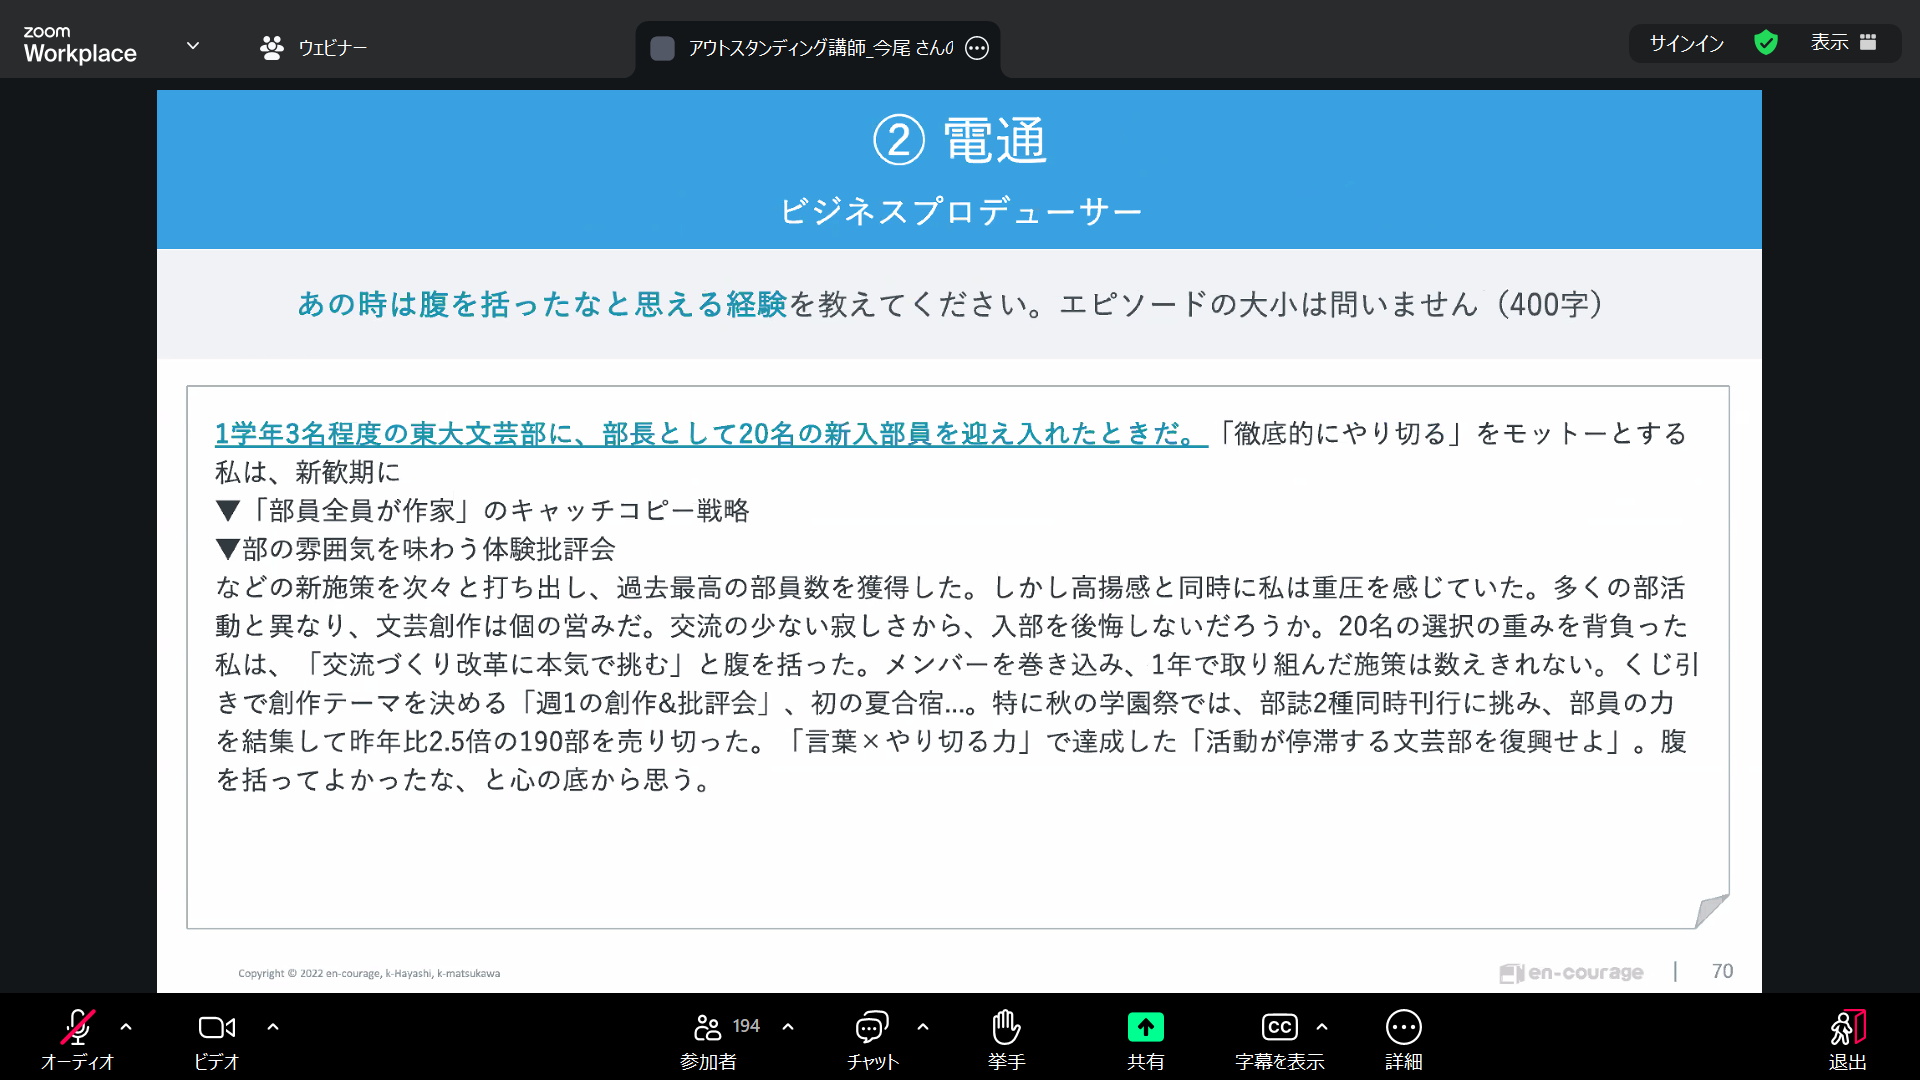 zoom
Workplace
ウェビナー
アウトスタンディング講師_今尾 さんの
サインイン
表示
② 電通
ビジネスプロデューサー
あの時は腹を括ったなと思える経験を教えてください。エピソードの大小は問いません（400字）
1学年3名程度の東大文芸部に、部長として20名の新入部員を迎え入れたときだ。「徹底的にやり切る」をモットーとする
私は、新歓期に
▼「部員全員が作家」のキャッチコピー戦略
▼部の雰囲気を味わう体験批評会
などの新施策を次々と打ち出し、過去最高の部員数を獲得した。しかし高揚感と同時に私は重圧を感じていた。多くの部活
動と異なり、文芸創作は個の営みだ。交流の少ない寂しさから、入部を後悔しないだろうか。20名の選択の重みを背負った
私は、「交流づくり改革に本気で挑む」と腹を括った。メンバーを巻き込み、1年で取り組んだ施策は数えきれない。くじ引
きで創作テーマを決める「週1の創作&批評会」、初の夏合宿…。特に秋の学園祭では、部誌2種同時刊行に挑み、部員の力
を結集して昨年比2.5倍の190部を売り切った。「言葉×やり切る力」で達成した「活動が停滞する文芸部を復興せよ」。腹
を括ってよかったな、と心の底から思う。
Copyright © 2022 en-courage, k-Hayashi, k-matsukawa
en-courage | 70
オーディオ
ビデオ
194
参加者
チャット
挙手
共有
CC
字幕を表示
詳細
退出